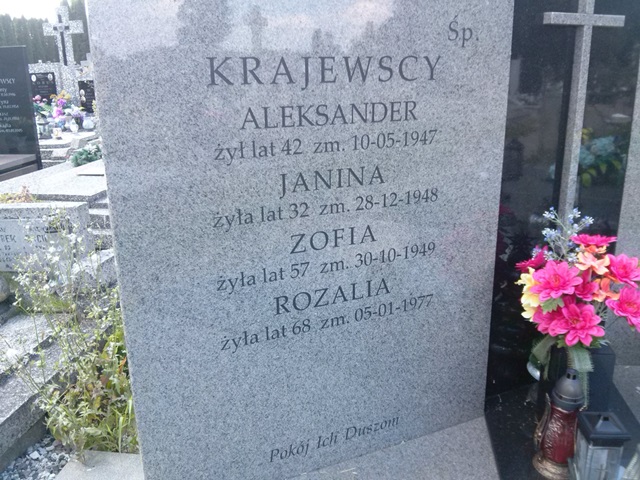 Śp.
KRAJEWSCY
ALEKSANDER
żył lat 42 zm. 10-05-1947
JANINA
żyła lat 32 zm. 28-12-1948
ZOFIA
żyła lat 57 zm. 30-10-1949
ROZALIA
żyła lat 68 zm. 05-01-1977
Pokój Ich Duszom